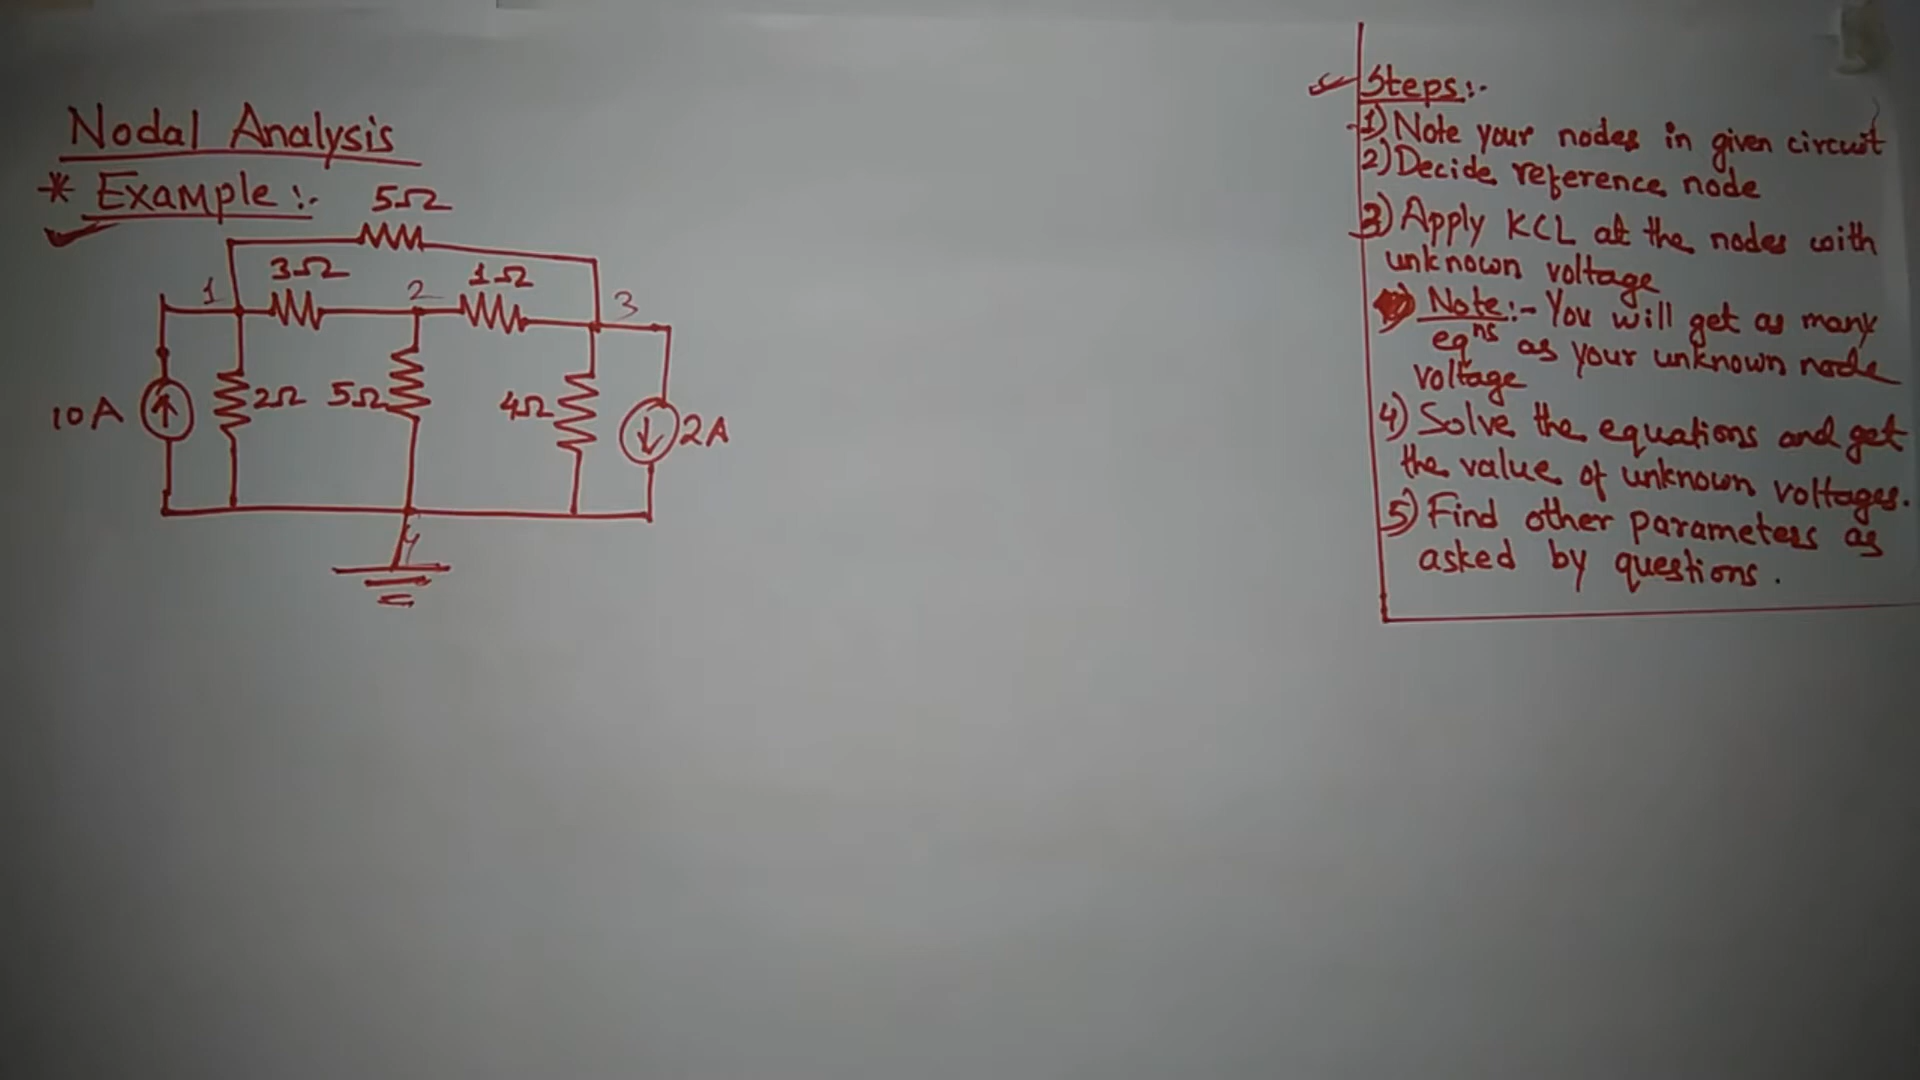 Nodal Analysis
* Example:-
5Ω
3Ω
1Ω
1
2
3
10A
2Ω
5Ω
4Ω
2A
4
Steps:-
1) Note your nodes in given circuit
2) Decide reference node
3) Apply KCL at the nodes with
unknown voltage
Note:- You will get as many
eqns as your unknown node
voltage
4) Solve the equations and get
the value of unknown voltages.
5) Find other parameters as
asked by questions.